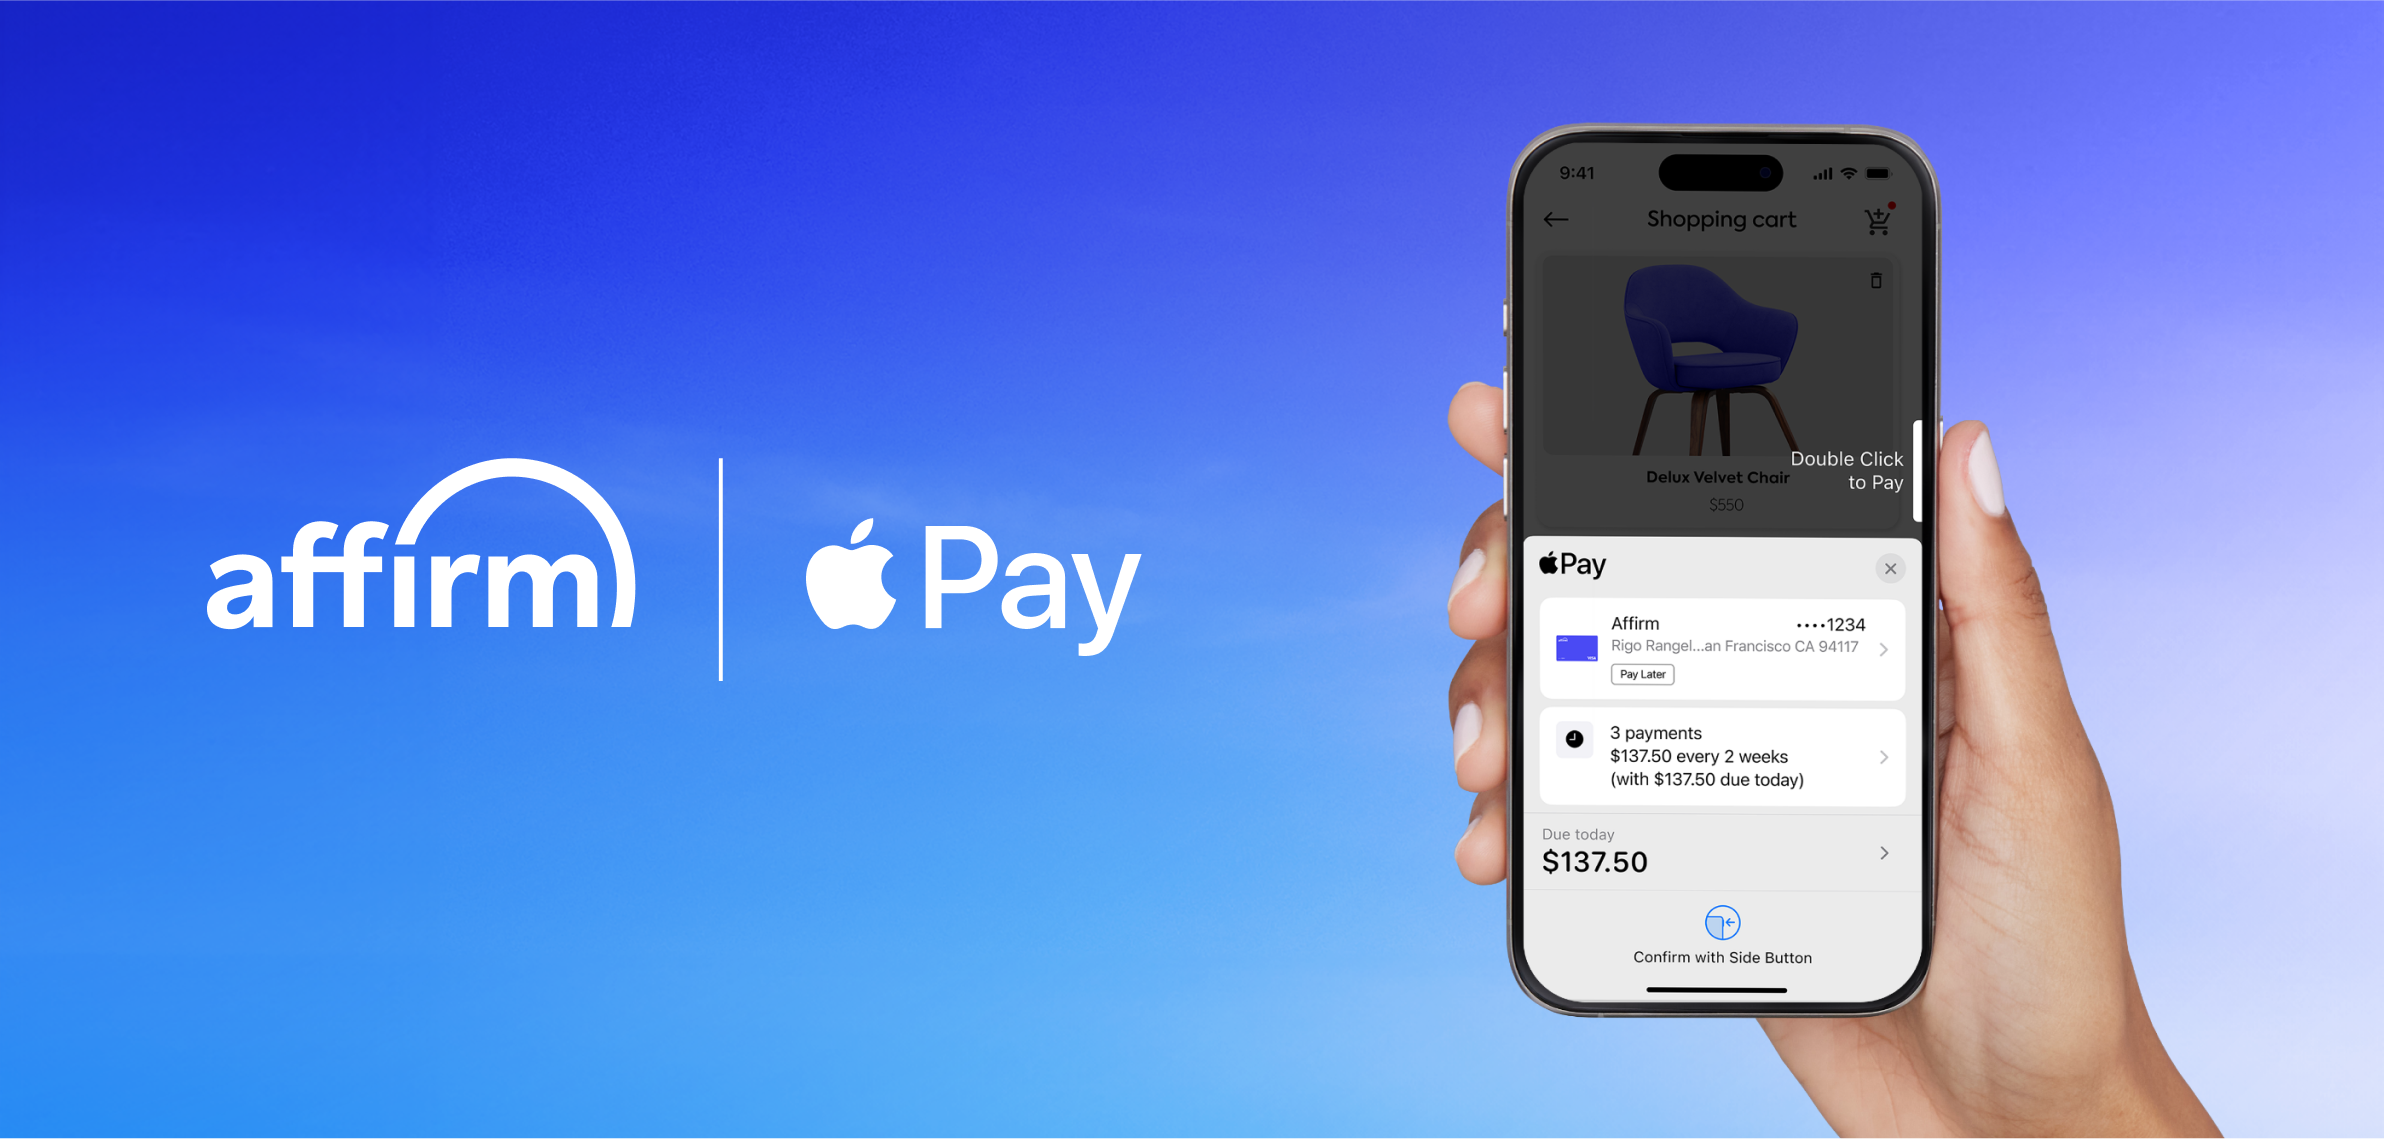 affirm
Pay
9:41
Shopping cart
Double Click
to Pay
Delux Velvet Chair
$550
Pay
Affirm ••••1234
Rigo Rangel...an Francisco CA 94117
Pay Later
3 payments
$137.50 every 2 weeks
(with $137.50 due today)
Due today
$137.50
Confirm with Side Button